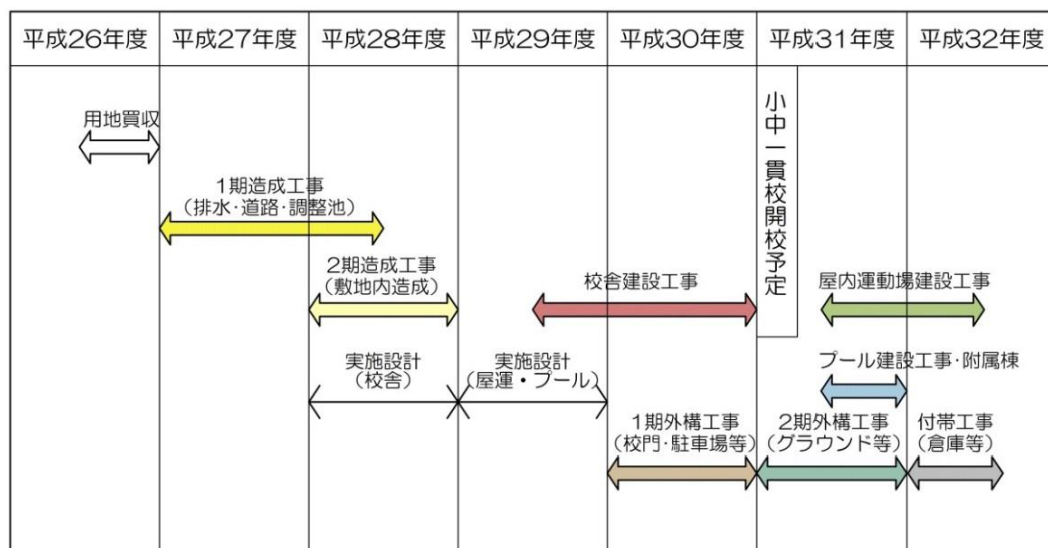 平成26年度
平成27年度
平成28年度
平成29年度
平成30年度
平成31年度
平成32年度
小中一貫校開校予定
用地買収
1期造成工事
（排水・道路・調整池）
2期造成工事
（敷地内造成）
校舎建設工事
屋内運動場建設工事
実施設計
（校舎）
実施設計
（屋運・プール）
プール建設工事・附属棟
1期外構工事
（校門・駐車場等）
2期外構工事
（グラウンド等）
付帯工事
（倉庫等）